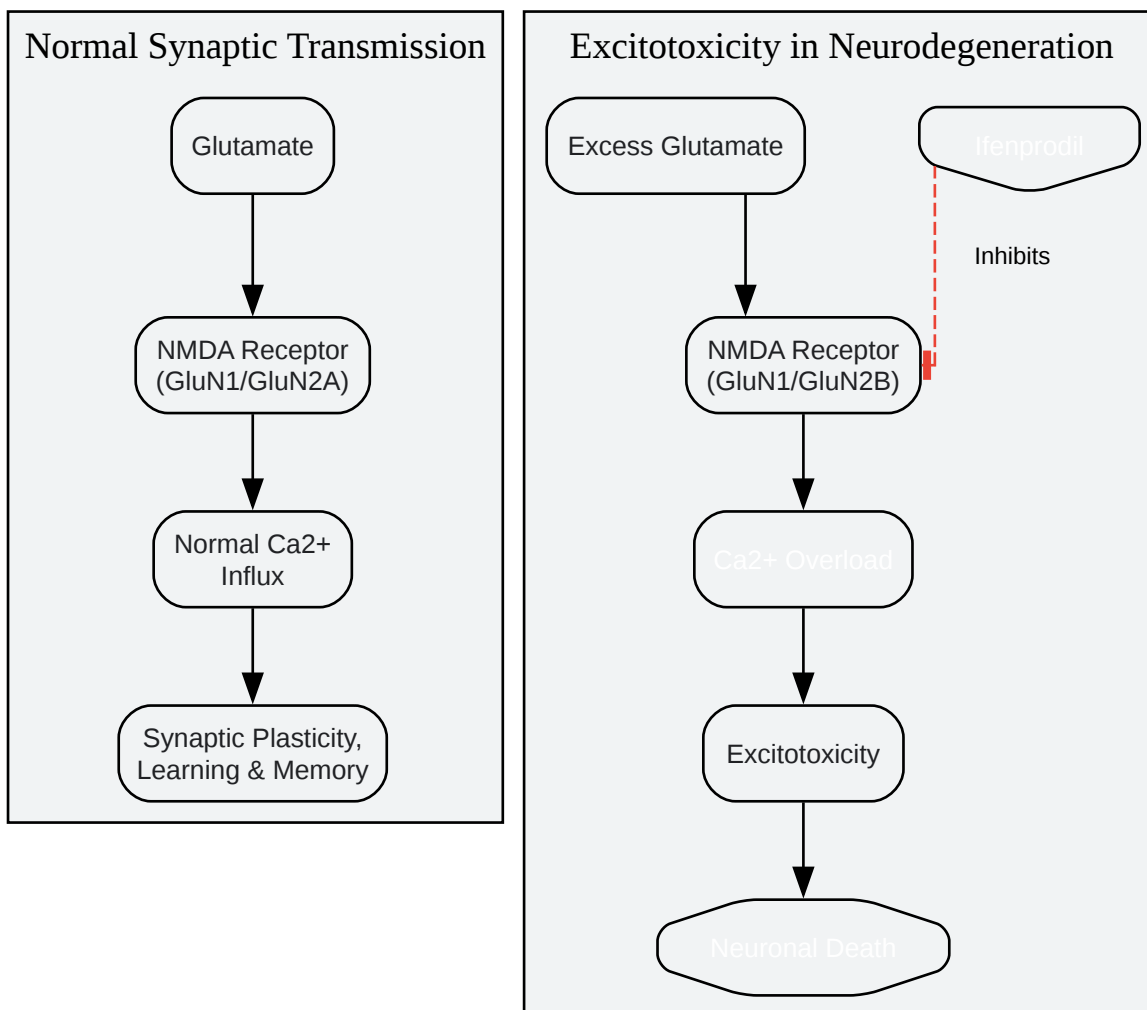 Normal Synaptic Transmission
Glutamate
NMDA Receptor
(GluN1/GluN2A)
Normal Ca2+
Influx
Synaptic Plasticity,
Learning & Memory
Excitotoxicity in Neurodegeneration
Excess Glutamate
Ifenprodil
Inhibits
NMDA Receptor
(GluN1/GluN2B)
Ca2+ Overload
Excitotoxicity
Neuronal Death